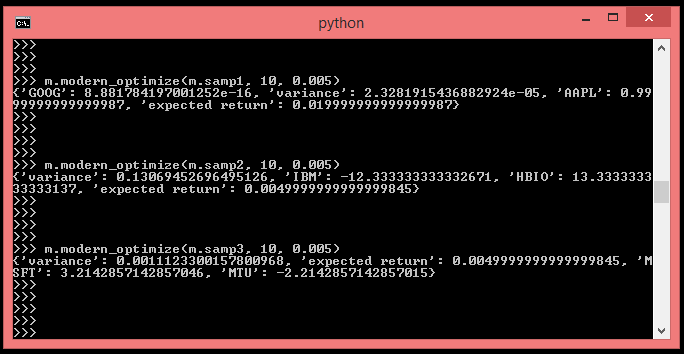 C:\.
python
>>>
>>>
>>>
>>> m.modern_optimize(m.samp1, 10, 0.005)
{'GOOG': 8.881784197001252e-16, 'variance': 2.3281915436882924e-05, 'AAPL': 0.99
99999999999987, 'expected return': 0.019999999999999987}
>>>
>>>
>>>
>>> m.modern_optimize(m.samp2, 10, 0.005)
{'variance': 0.13069452696495126, 'IBM': -12.333333333332671, 'HBIO': 13.3333333
33333137, 'expected return': 0.0049999999999999845}
>>>
>>>
>>>
>>> m.modern_optimize(m.samp3, 10, 0.005)
{'variance': 0.0011123300157800968, 'expected return': 0.0049999999999999845, 'M
SFT': 3.2142857142857046, 'MTU': -2.2142857142857015}
>>>
>>>
>>>
>>>